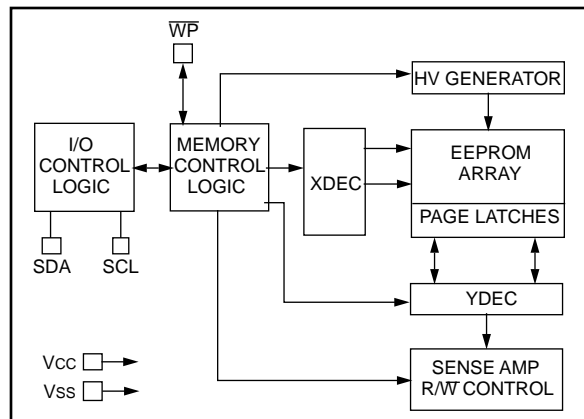 WP
HV GENERATOR
I/O
CONTROL
LOGIC
MEMORY
CONTROL
LOGIC
XDEC
EEPROM
ARRAY
PAGE LATCHES
SDA
SCL
YDEC
VCC
VSS
SENSE AMP
R/W̅ CONTROL